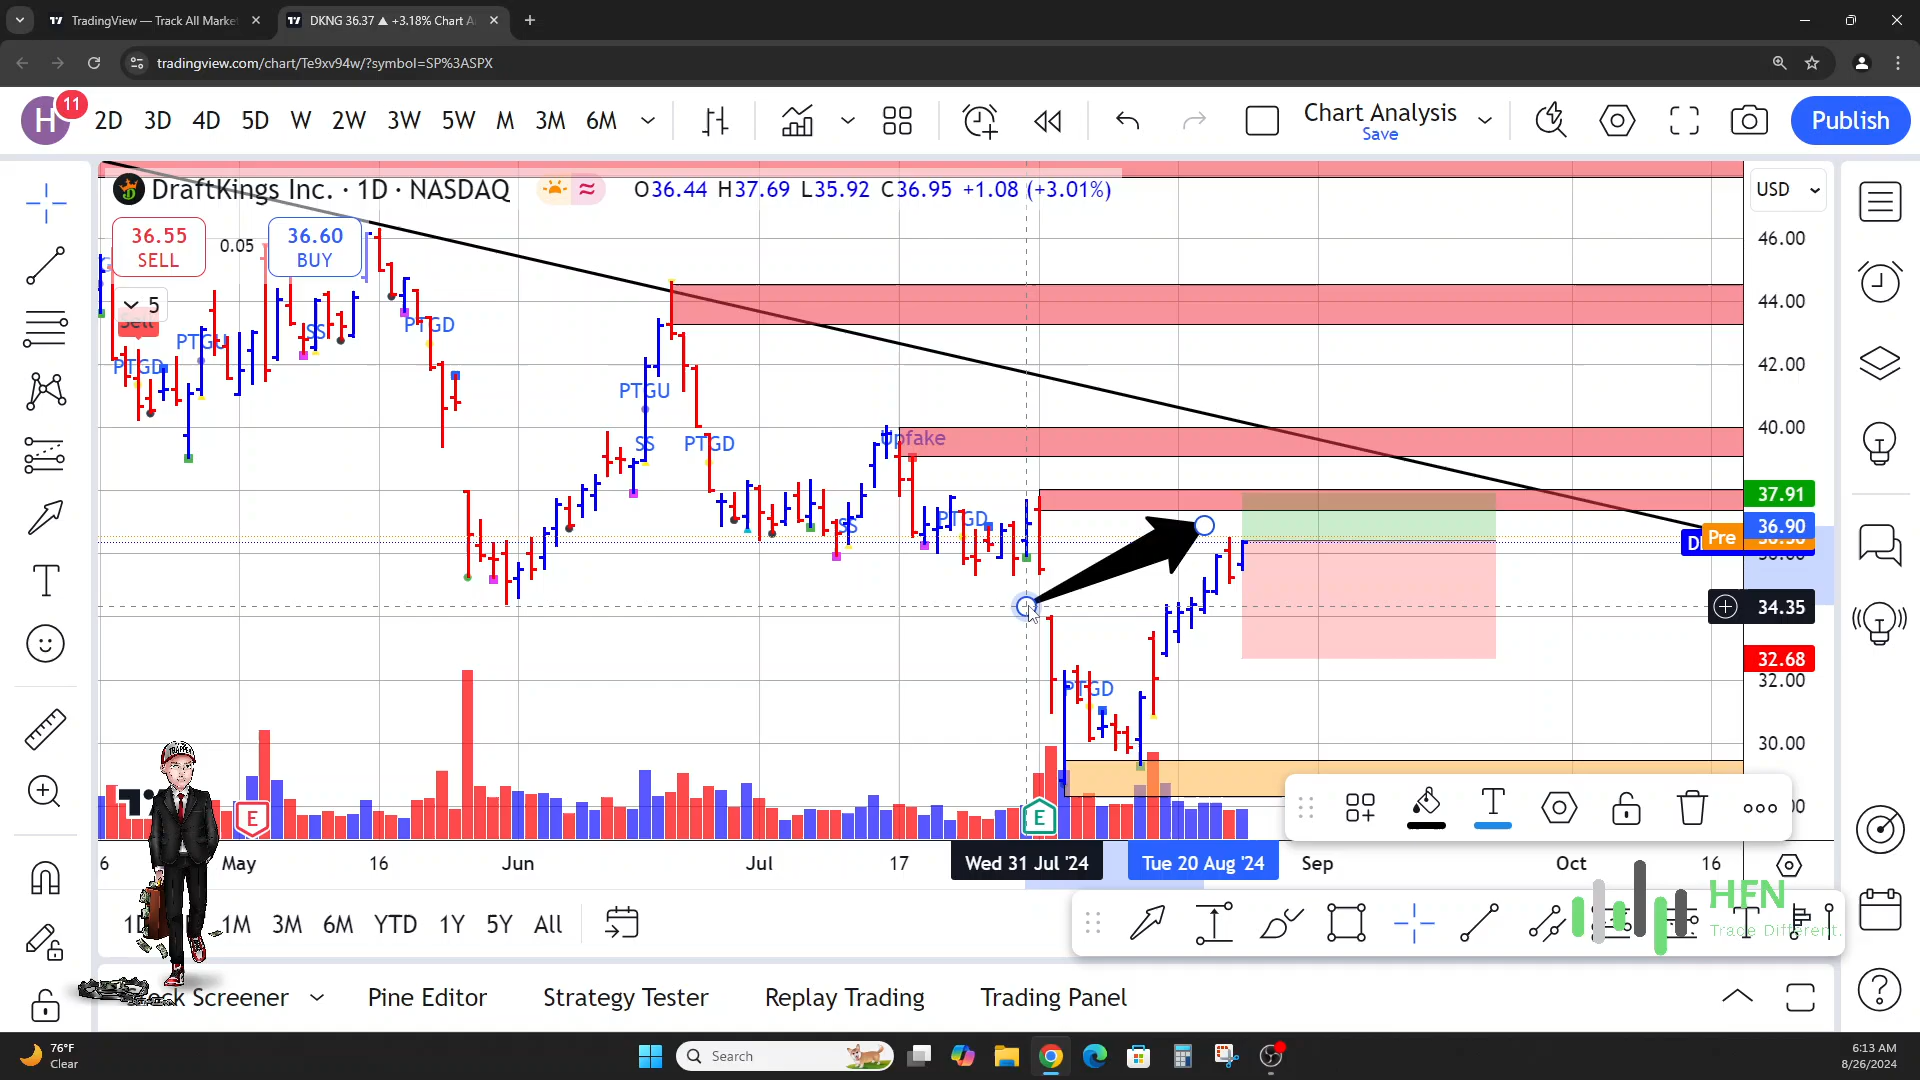 TradingView — Track All Marke
DKNG 36.37 ▲ +3.18% Chart A
tradingview.com/chart/Te9xv94w/?symbol=SP%3ASPX
H
11
2D 3D 4D 5D W 2W 3W 5W M 3M 6M
Chart Analysis
Save
Publish
DraftKings Inc. · 1D · NASDAQ
O36.44 H37.69 L35.92 C36.95 +1.08 (+3.01%)
USD
36.55
SELL
0.05
36.60
BUY
5
Sell
PTGD
PTGU
SS
PTGD
PTGU
SS
PTGD
SS
Upfake
PTGD
PTGD
46.00
44.00
42.00
40.00
37.91
36.90
Pre
34.35
32.68
32.00
30.00
E
E
6 May 16 Jun Jul 17 Wed 31 Jul '24 Tue 20 Aug '24 Sep Oct 16
1M 3M 6M YTD 1Y 5Y All
TRAPPER
HFN
Trade Different.
Screener Pine Editor Strategy Tester Replay Trading Trading Panel
76°F
Clear
Search
6:13 AM
8/26/2024